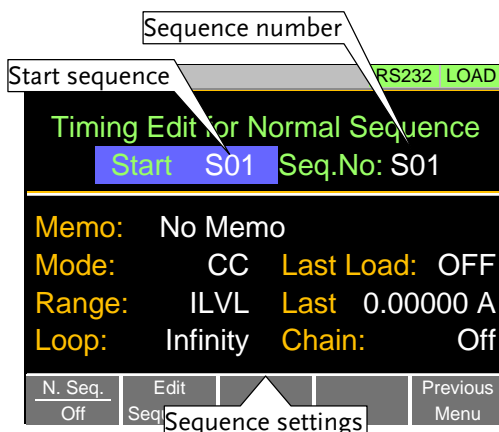 Sequence number
Start sequence
RS232 LOAD
Timing Edit for Normal Sequence
Start S01 Seq.No: S01
Memo: No Memo
Mode: CC Last Load: OFF
Range: ILVL Last 0.00000 A
Loop: Infinity Chain: Off
N. Seq. Edit Previous
Off Menu
Sequence settings